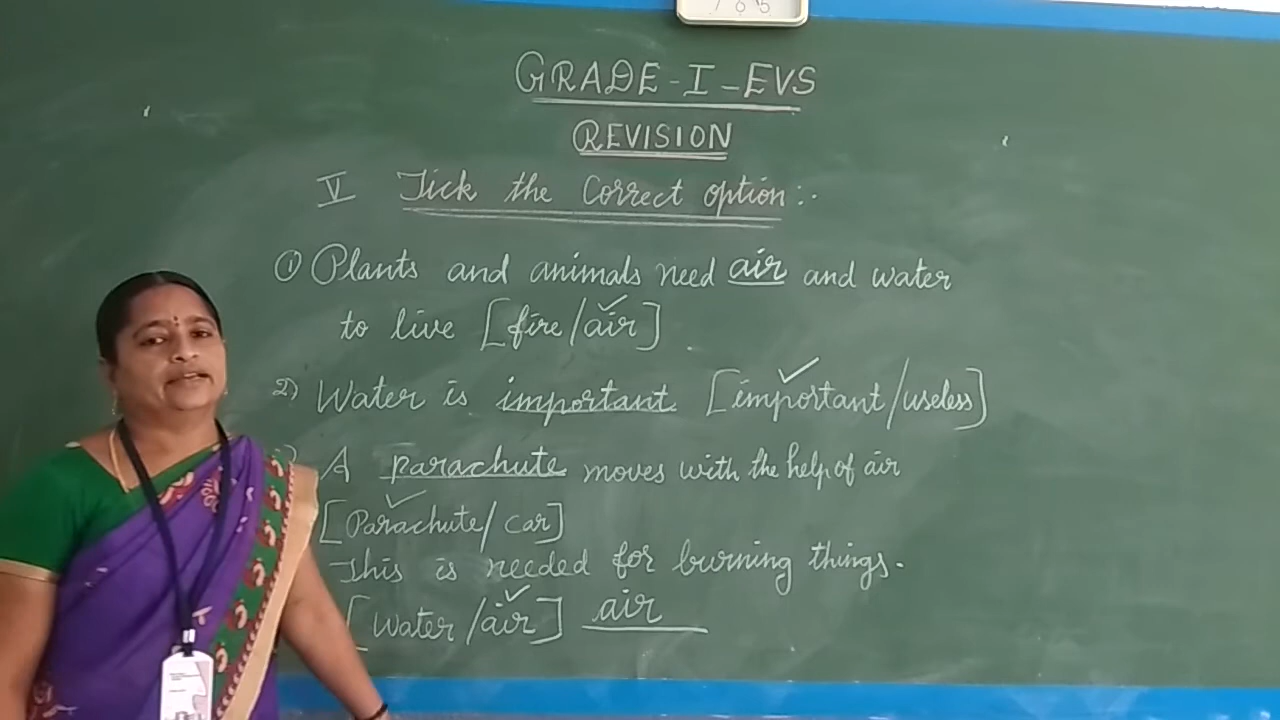 GRADE-I-EVS
REVISION
V Tick the Correct option:-
① Plants and animals need air and water
to live [fire/air]
2) Water is important [important/useless]
) A parachute moves with the help of air
[Parachute/car]
This is needed for burning things.
[Water/air] air